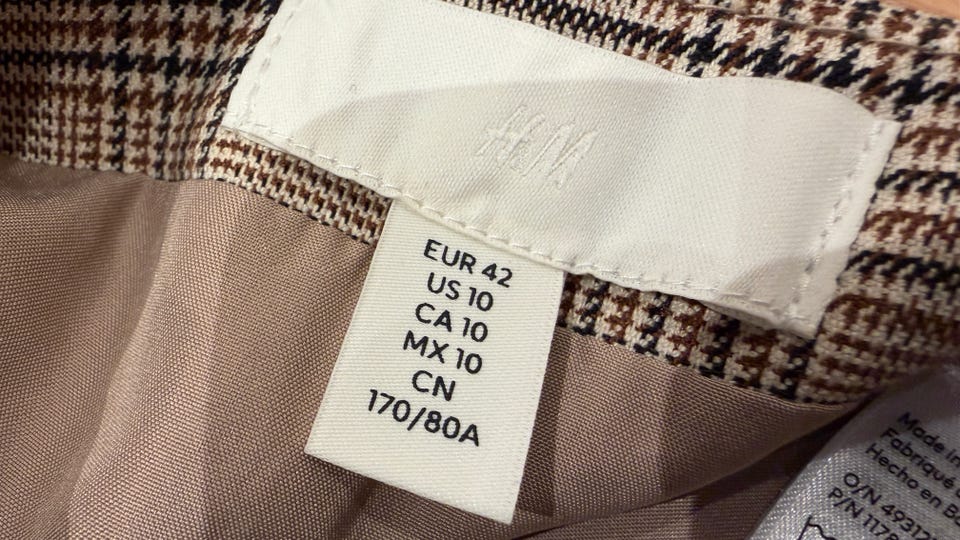 H&M
EUR 42
US 10
CA 10
MX 10
CN
170/80A
Made in
Fabriqué
Hecho en
O/N
P/N